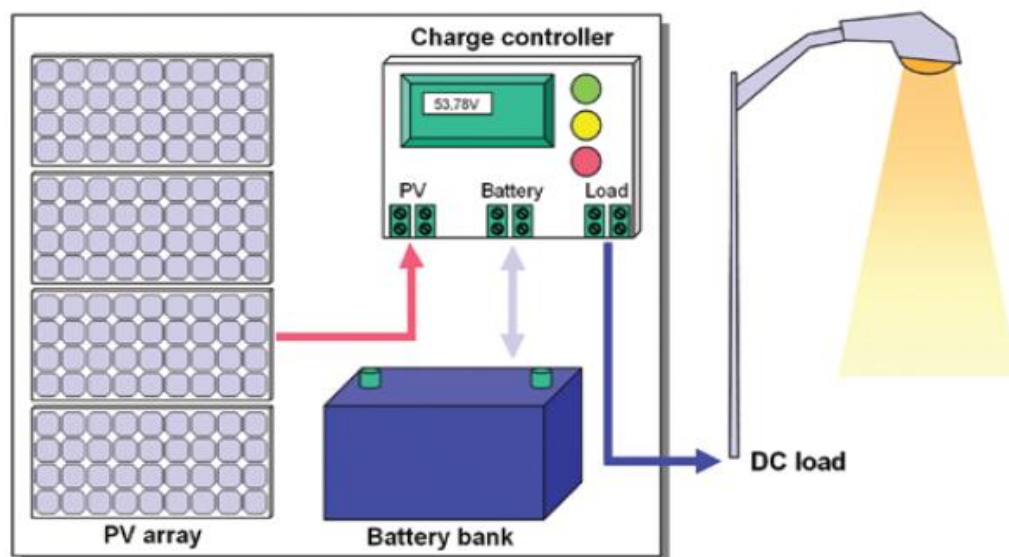 Charge controller
53,78V
PV
Battery
Load
DC load
PV array
Battery bank